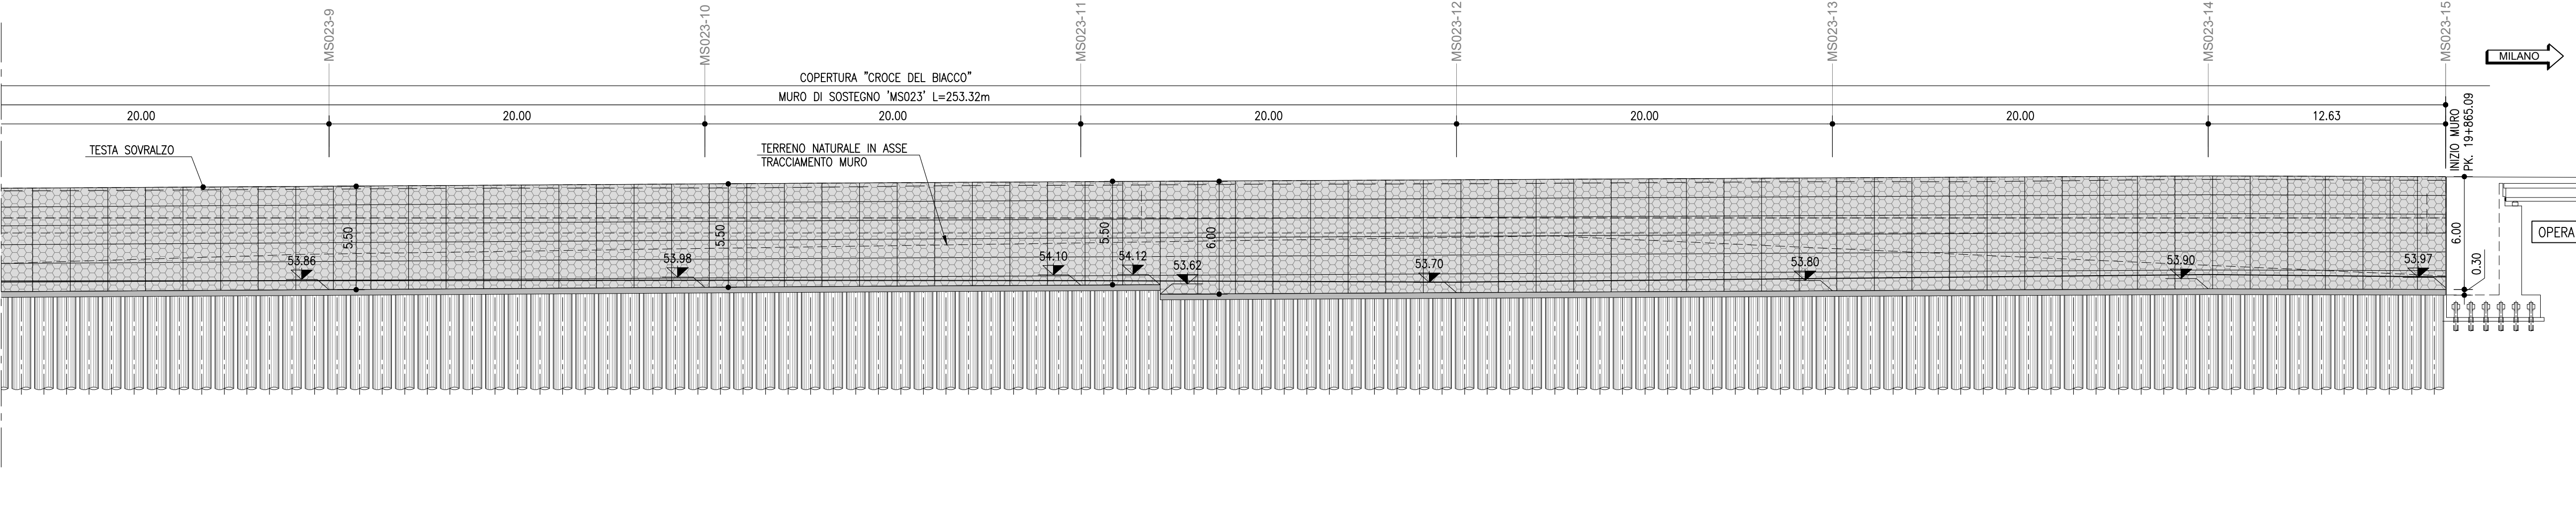 MS023-9
MS023-10
MS023-11
MS023-12
MS023-13
MS023-14
MS023-15
MILANO
COPERTURA "CROCE DEL BIACCO"
MURO DI SOSTEGNO 'MS023' L=253.32m
20.00
20.00
20.00
20.00
20.00
20.00
12.63
INIZIO MURO
PK. 19+865.09
TESTA SOVRALZO
TERRENO NATURALE IN ASSE
TRACCIAMENTO MURO
5.50
5.50
5.50
6.00
6.00
OPERA
53.86
53.98
54.10
54.12
53.62
53.70
53.80
53.90
53.97
0.30